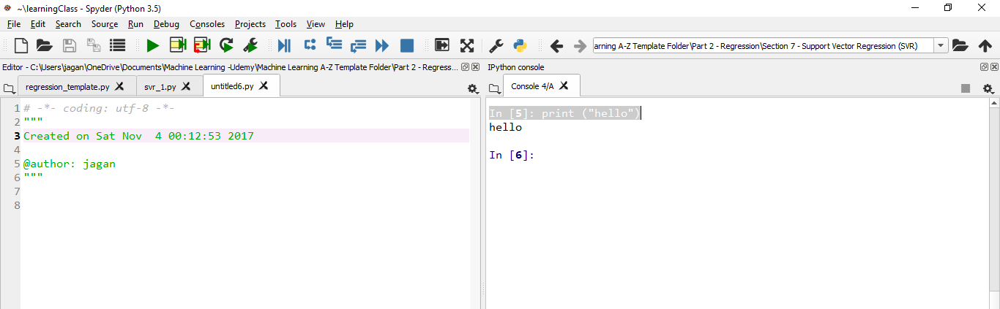 ~\learningClass - Spyder (Python 3.5)
File Edit Search Source Run Debug Consoles Projects Tools View Help
arning A-Z Template Folder\Part 2 - Regression\Section 7 - Support Vector Regression (SVR)
Editor - C:\Users\jagan\OneDrive\Documents\Machine Learning -Udemy\Machine Learning A-Z Template Folder\Part 2 - Regress...
regression_template.py svr_1.py untitled6.py
1 # -*- coding: utf-8 -*-
2 """
3 Created on Sat Nov  4 00:12:53 2017
4
5 @author: jagan
6 """
7
8
IPython console
Console 4/A
In [5]: print ("hello")
hello
In [6]: